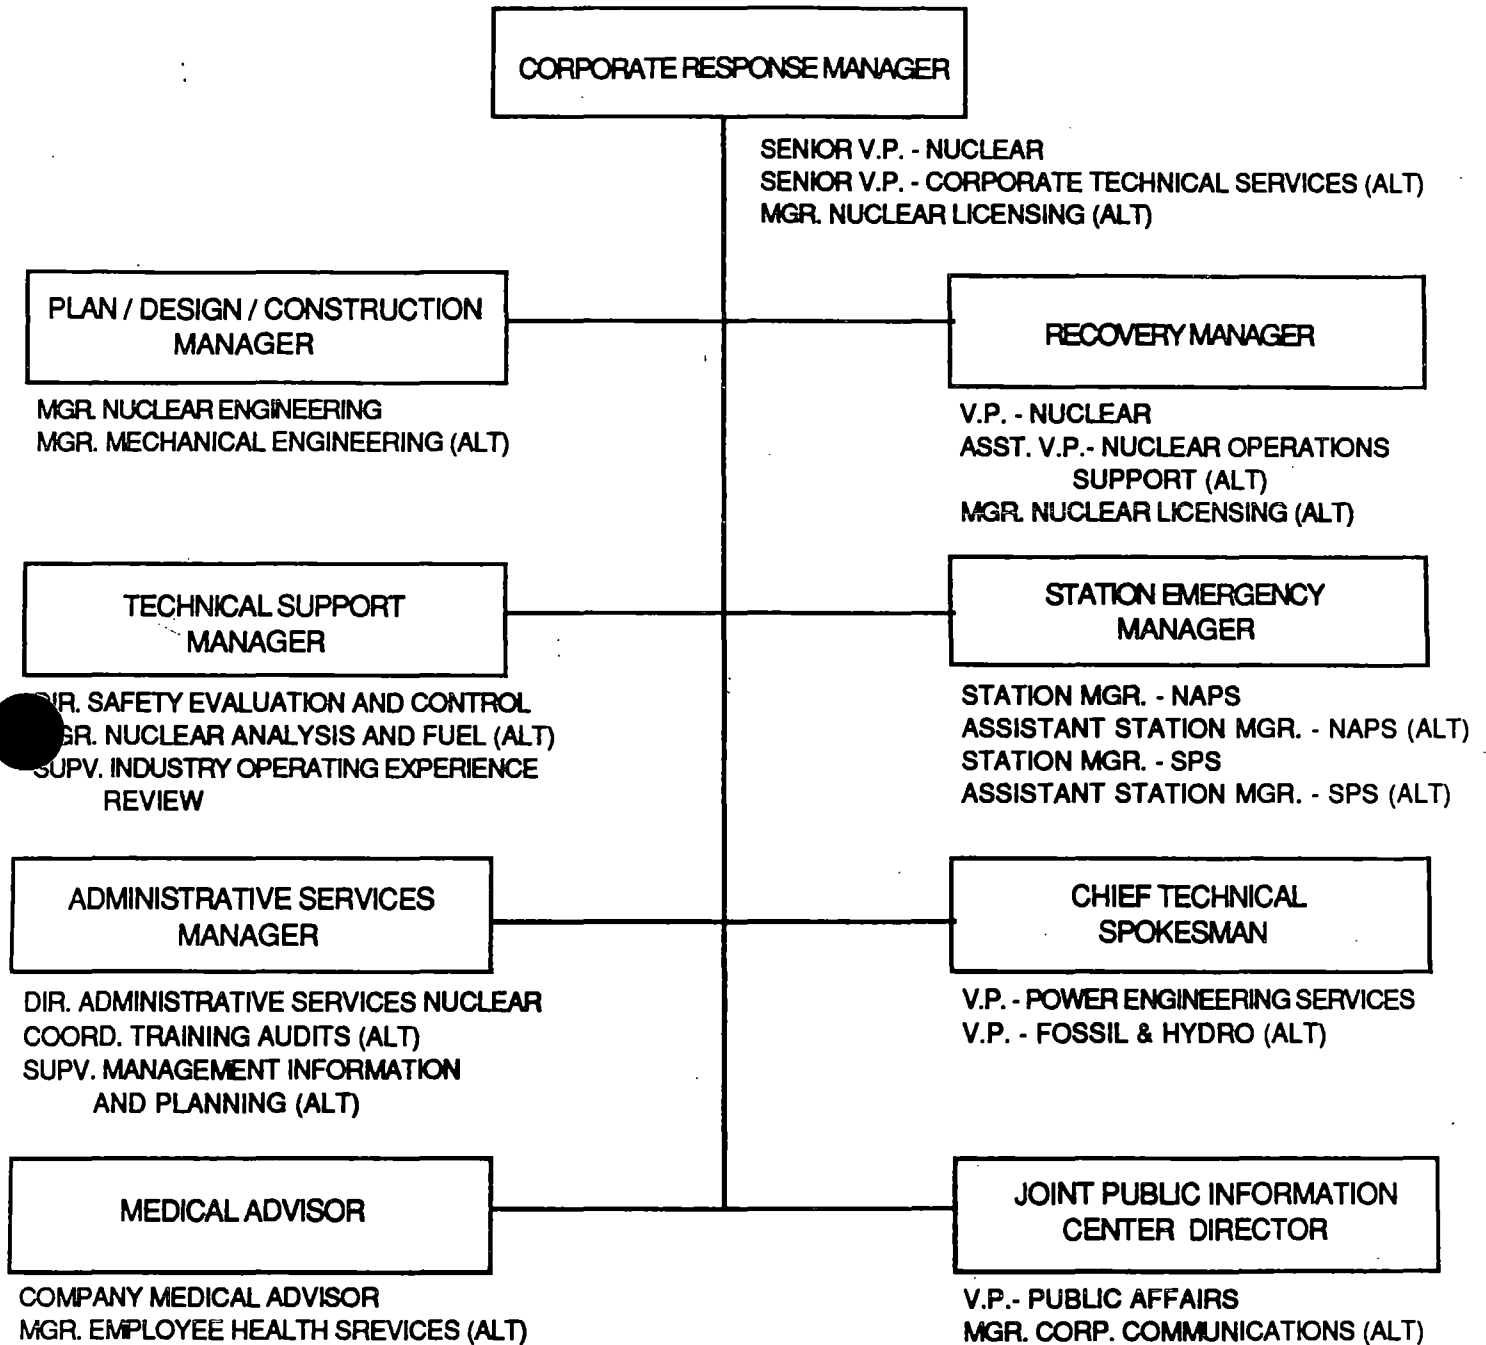 CORPORATE RESPONSE MANAGER
SENIOR V.P. - NUCLEAR
SENIOR V.P. - CORPORATE TECHNICAL SERVICES (ALT)
MGR. NUCLEAR LICENSING (ALT)
PLAN / DESIGN / CONSTRUCTION
MANAGER
MGR. NUCLEAR ENGINEERING
MGR. MECHANICAL ENGINEERING (ALT)
RECOVERY MANAGER
V.P. - NUCLEAR
ASST. V.P.- NUCLEAR OPERATIONS
SUPPORT (ALT)
MGR. NUCLEAR LICENSING (ALT)
TECHNICAL SUPPORT
MANAGER
DIR. SAFETY EVALUATION AND CONTROL
MGR. NUCLEAR ANALYSIS AND FUEL (ALT)
SUPV. INDUSTRY OPERATING EXPERIENCE
REVIEW
STATION EMERGENCY
MANAGER
STATION MGR. - NAPS
ASSISTANT STATION MGR. - NAPS (ALT)
STATION MGR. - SPS
ASSISTANT STATION MGR. - SPS (ALT)
ADMINISTRATIVE SERVICES
MANAGER
DIR. ADMINISTRATIVE SERVICES NUCLEAR
COORD. TRAINING AUDITS (ALT)
SUPV. MANAGEMENT INFORMATION
AND PLANNING (ALT)
CHIEF TECHNICAL
SPOKESMAN
V.P. - POWER ENGINEERING SERVICES
V.P. - FOSSIL & HYDRO (ALT)
MEDICAL ADVISOR
COMPANY MEDICAL ADVISOR
MGR. EMPLOYEE HEALTH SREVICES (ALT)
JOINT PUBLIC INFORMATION
CENTER DIRECTOR
V.P.- PUBLIC AFFAIRS
MGR. CORP. COMMUNICATIONS (ALT)